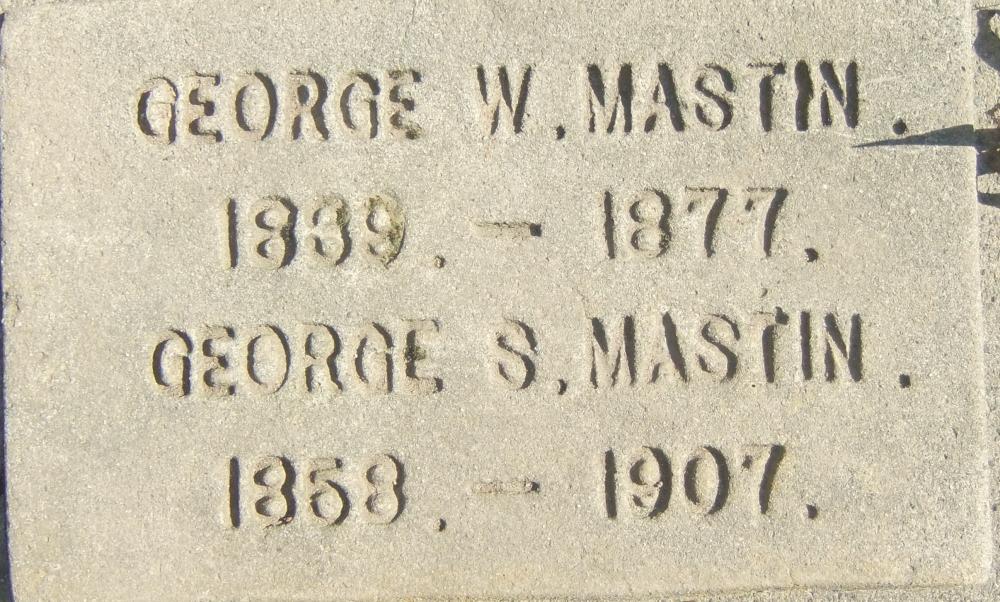 GEORGE W. MASTIN.
1839. - 1877.
GEORGE S. MASTIN.
1858. - 1907.